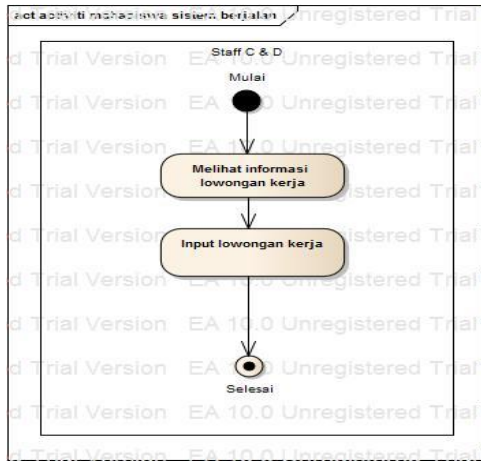 act activiti mahasiswa sistem berjalan
Staff C & D
Mulai
Melihat informasi
lowongan kerja
Input lowongan kerja
Selesai
d Trial Version EA 10.0 Unregistered Trial